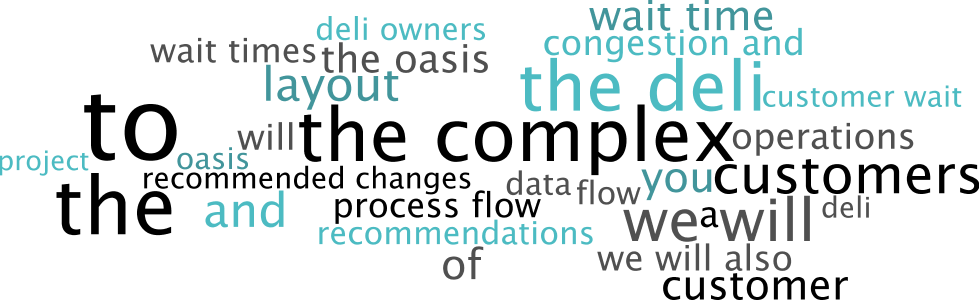 wait time
deli owners
congestion and
wait times
the oasis
layout
the deli
customer wait
to
will
the complex
operations
project
oasis
recommended changes
data
flow
you
customers
the
and
process flow
we
a
will
deli
recommendations
of
we will also
customer